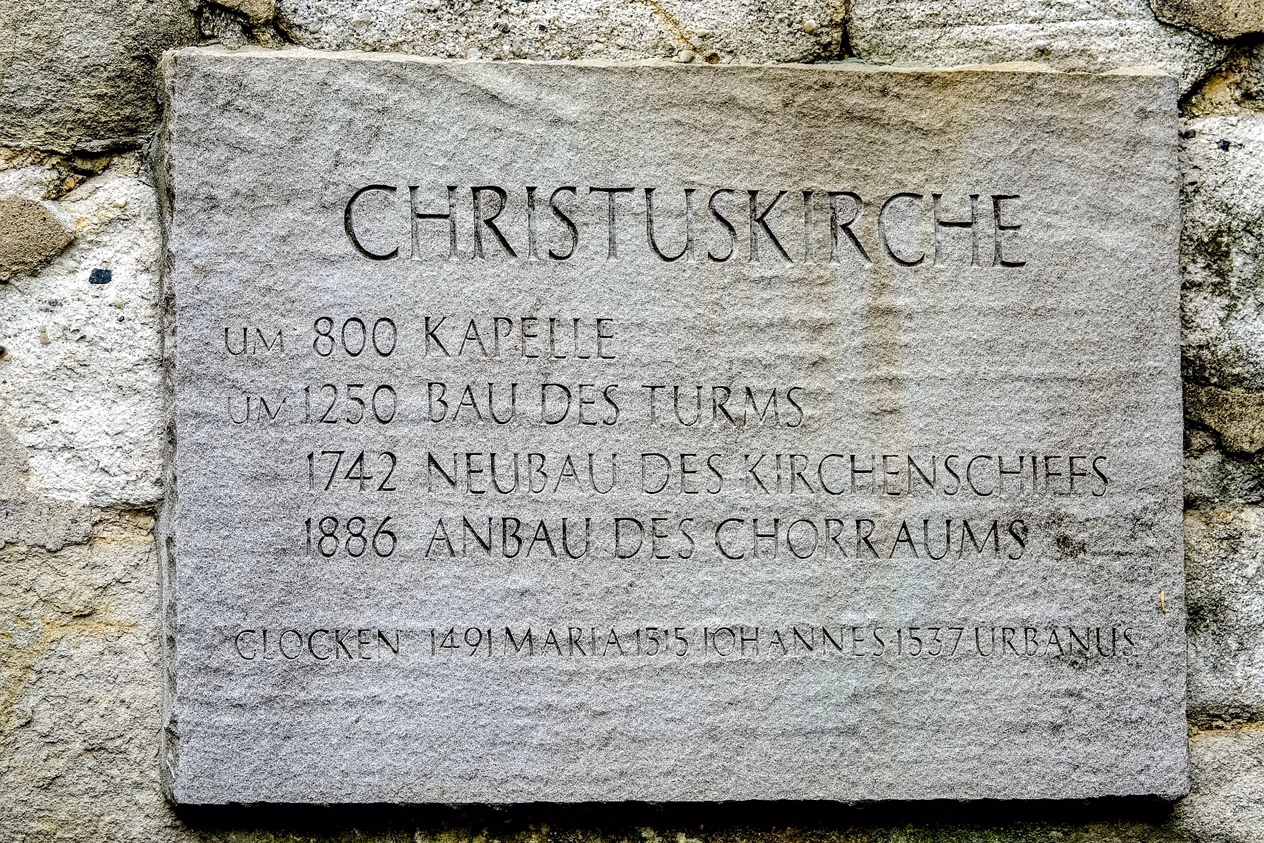 CHRISTUSKIRCHE
UM 800 KAPELLE
UM 1250 BAU DES TURMS
1742 NEUBAU DES KIRCHENSCHIFFS
1886 ANBAU DES CHORRAUMS
GLOCKEN 1491 MARIA 1515 IOHANNES 1537 URBANUS